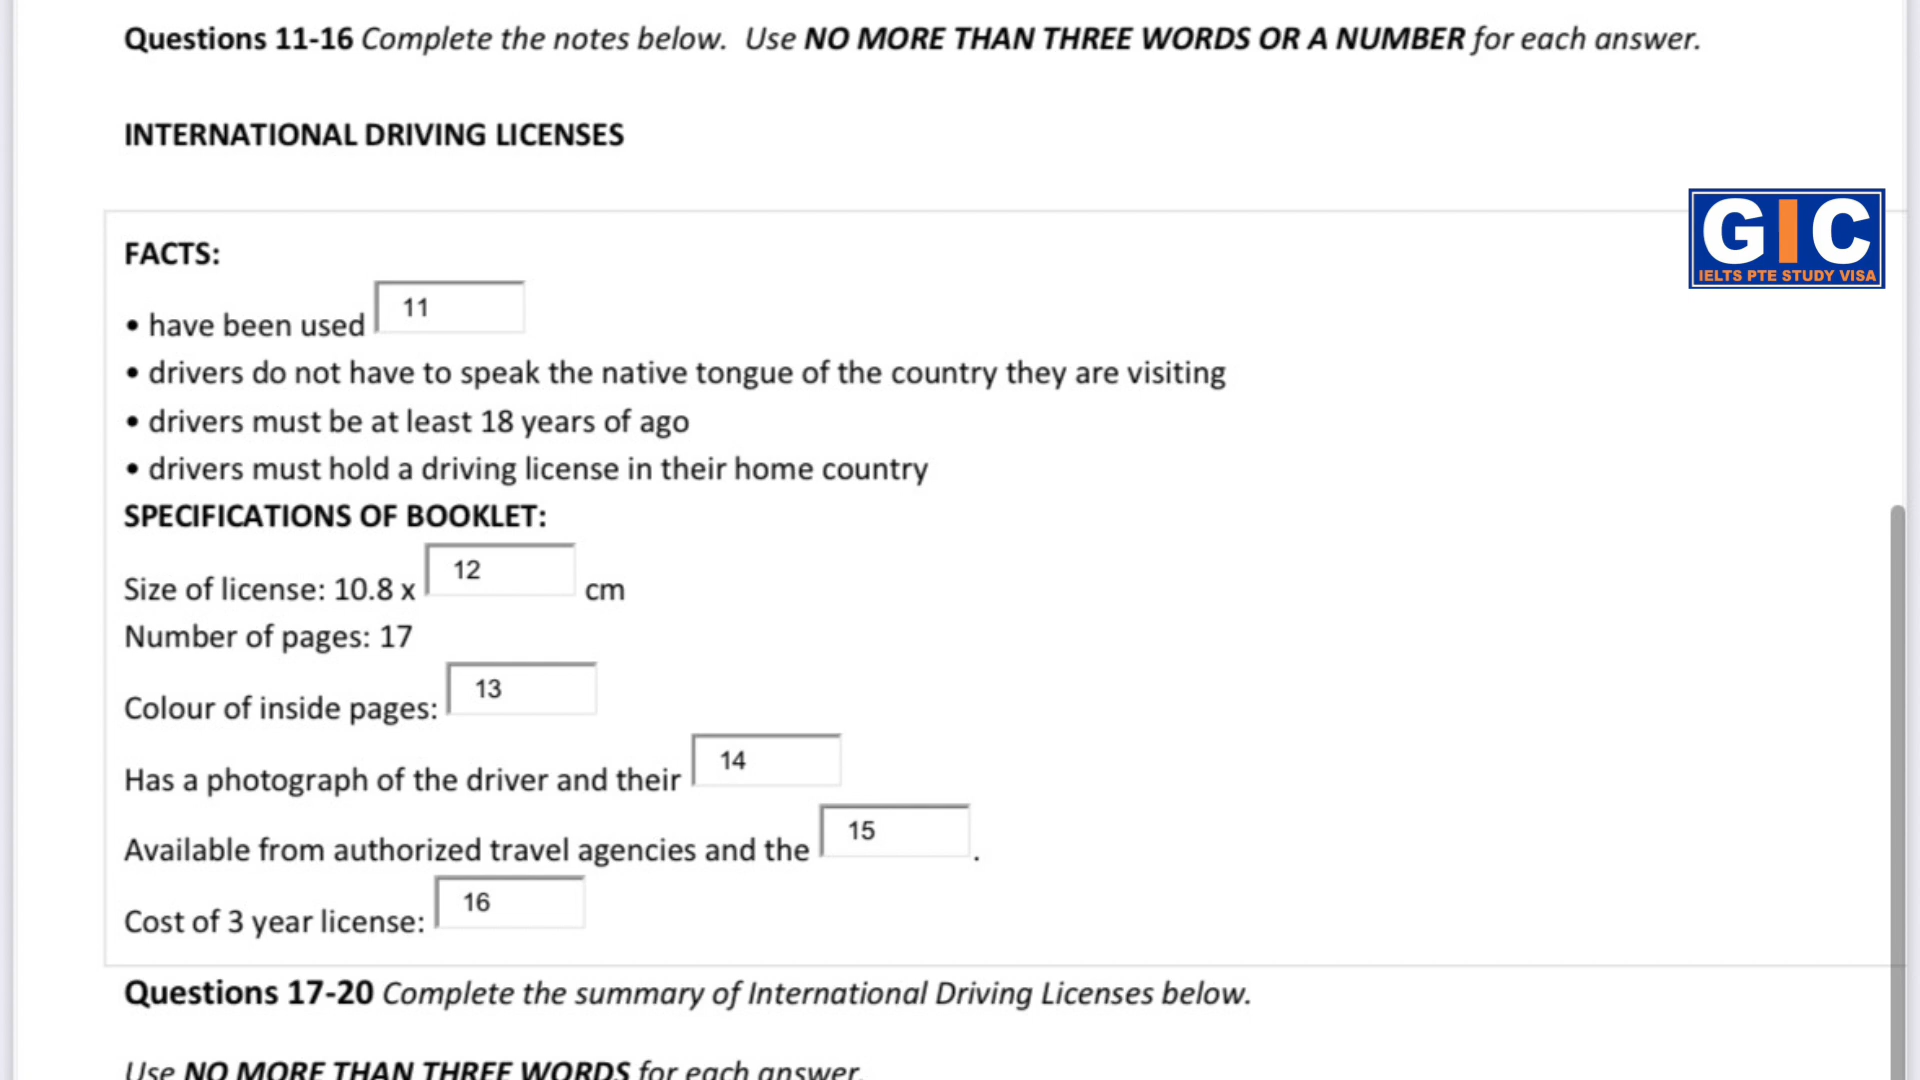 Questions 11-16 Complete the notes below. Use NO MORE THAN THREE WORDS OR A NUMBER for each answer.
INTERNATIONAL DRIVING LICENSES
GIC
IELTS PTE STUDY VISA
FACTS:
• have been used 11
• drivers do not have to speak the native tongue of the country they are visiting
• drivers must be at least 18 years of ago
• drivers must hold a driving license in their home country
SPECIFICATIONS OF BOOKLET:
Size of license: 10.8 x 12 cm
Number of pages: 17
Colour of inside pages: 13
Has a photograph of the driver and their 14
Available from authorized travel agencies and the 15 .
Cost of 3 year license: 16
Questions 17-20 Complete the summary of International Driving Licenses below.
Use NO MORE THAN THREE WORDS for each answer.